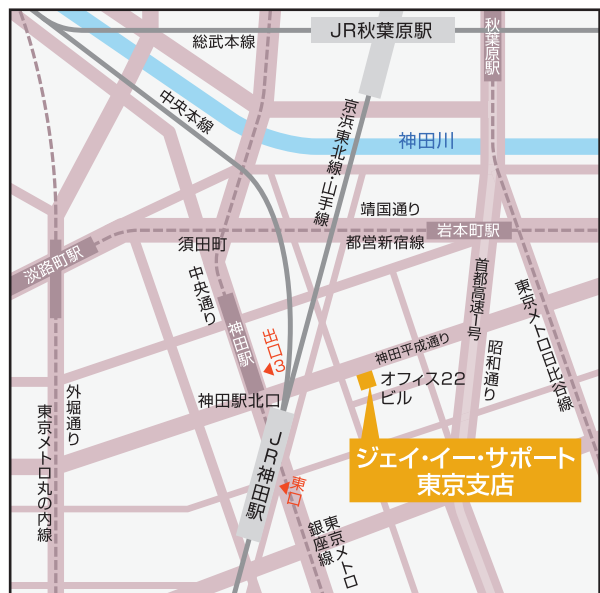 JR秋葉原駅
秋葉原駅
総武本線
中央本線
京浜東北線・山手線
神田川
靖国通り
岩本町駅
須田町
都営新宿線
淡路町駅
中央通り
首都高速1号
東京メトロ日比谷線
神田駅
出口3
神田平成通り
昭和通り
オフィス22
ビル
神田駅北口
外堀通り
東京メトロ丸の内線
JR神田駅
ジェイ・イー・サポート
東京支店
東口
東京メトロ
銀座線